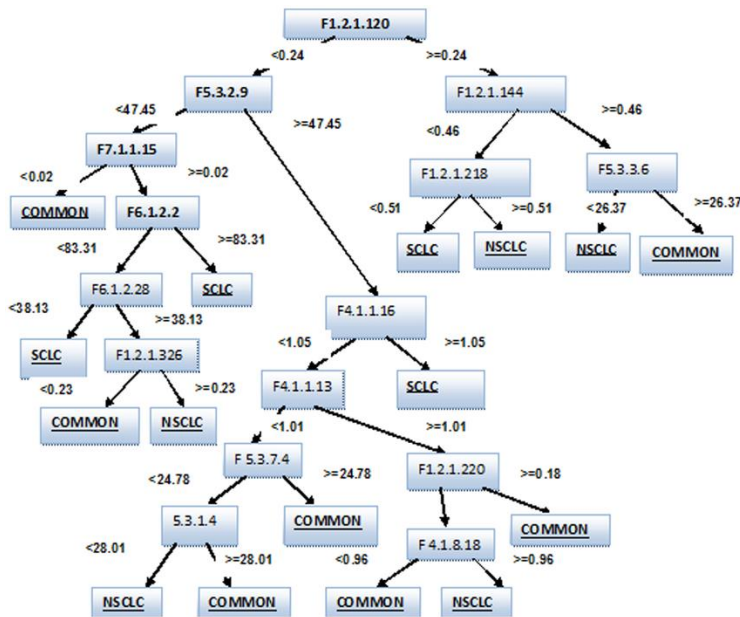 F1.2.1.120
<0.24
>=0.24
F5.3.2.9
F1.2.1.144
<47.45
>=47.45
<0.46
>=0.46
F7.1.1.15
F1.2.1.218
F5.3.3.6
<0.02
>=0.02
<0.51
>=0.51
<26.37
>=26.37
COMMON
F6.1.2.2
SCLC
NSCLC
NSCLC
COMMON
<83.31
>=83.31
F6.1.2.28
SCLC
<38.13
>=38.13
F4.1.1.16
SCLC
F1.2.1.326
<1.05
>=1.05
<0.23
>=0.23
F4.1.1.13
SCLC
COMMON
NSCLC
<1.01
>=1.01
F 5.3.7.4
F1.2.1.220
<24.78
>=24.78
>=0.18
5.3.1.4
COMMON
F 4.1.8.18
COMMON
<28.01
>=28.01
<0.96
>=0.96
NSCLC
COMMON
COMMON
NSCLC